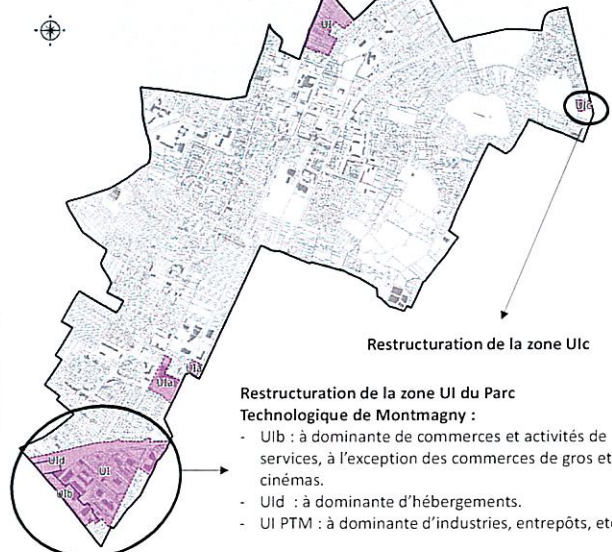 UI
UIc
Restructuration de la zone UIc
UIa
UIa
Restructuration de la zone UI du Parc
Technologique de Montmagny :
- UIb : à dominante de commerces et activités de
services, à l'exception des commerces de gros et
cinémas.
- UId : à dominante d'hébergements.
- UI PTM : à dominante d'industries, entrepôts, etc
UId
UI
UIb